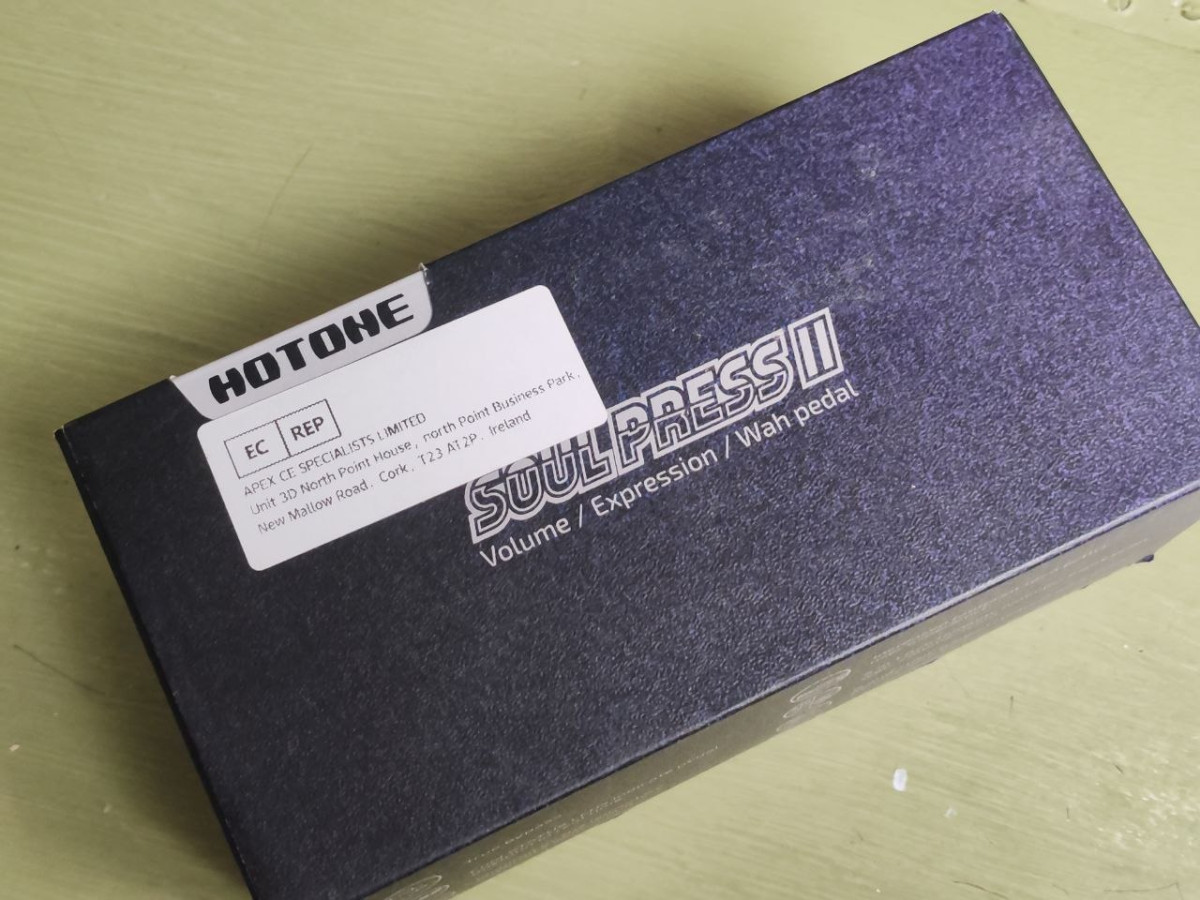 HOTONE
EC REP
APEX CE SPECIALISTS LIMITED
Unit 3D North Point House, north Point Business Park,
New Mallow Road, Cork, T23 AT2P, Ireland
SOUL PRESS II
Volume / Expression / Wah pedal